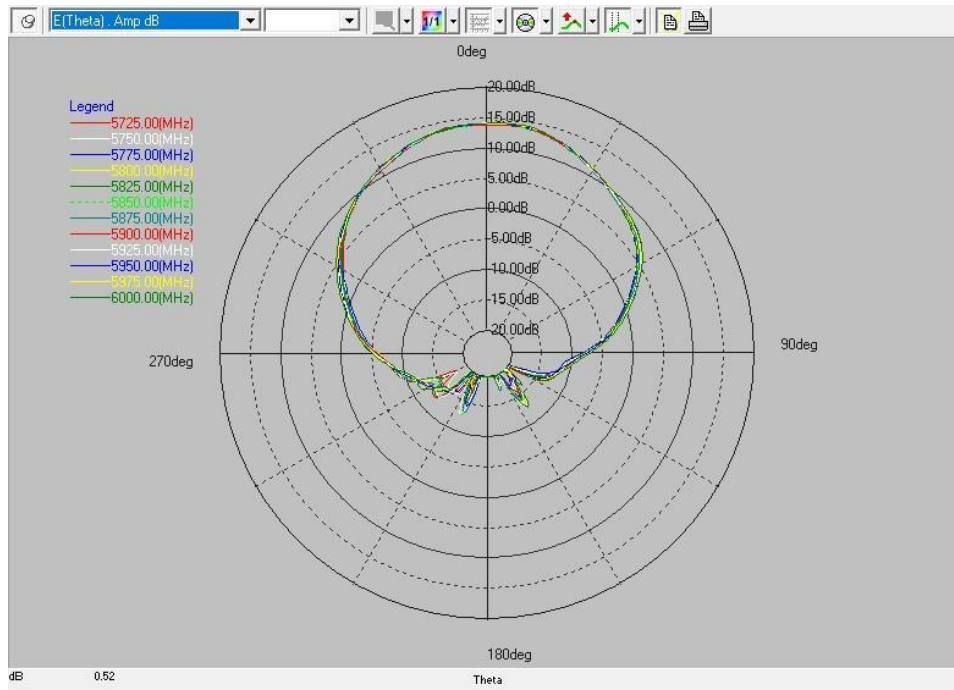 E(Theta) . Amp dB
1/1
0deg
20.00dB
Legend
5725.00(MHz)
15.00dB
5750.00(MHz)
10.00dB
5775.00(MHz)
5800.00(MHz)
5.00dB
5825.00(MHz)
5850.00(MHz)
0.00dB
5875.00(MHz)
5900.00(MHz)
-5.00dB
5925.00(MHz)
5950.00(MHz)
-10.00dB
5975.00(MHz)
6000.00(MHz)
-15.00dB
-20.00dB
270deg
90deg
180deg
dB 0.52 Theta